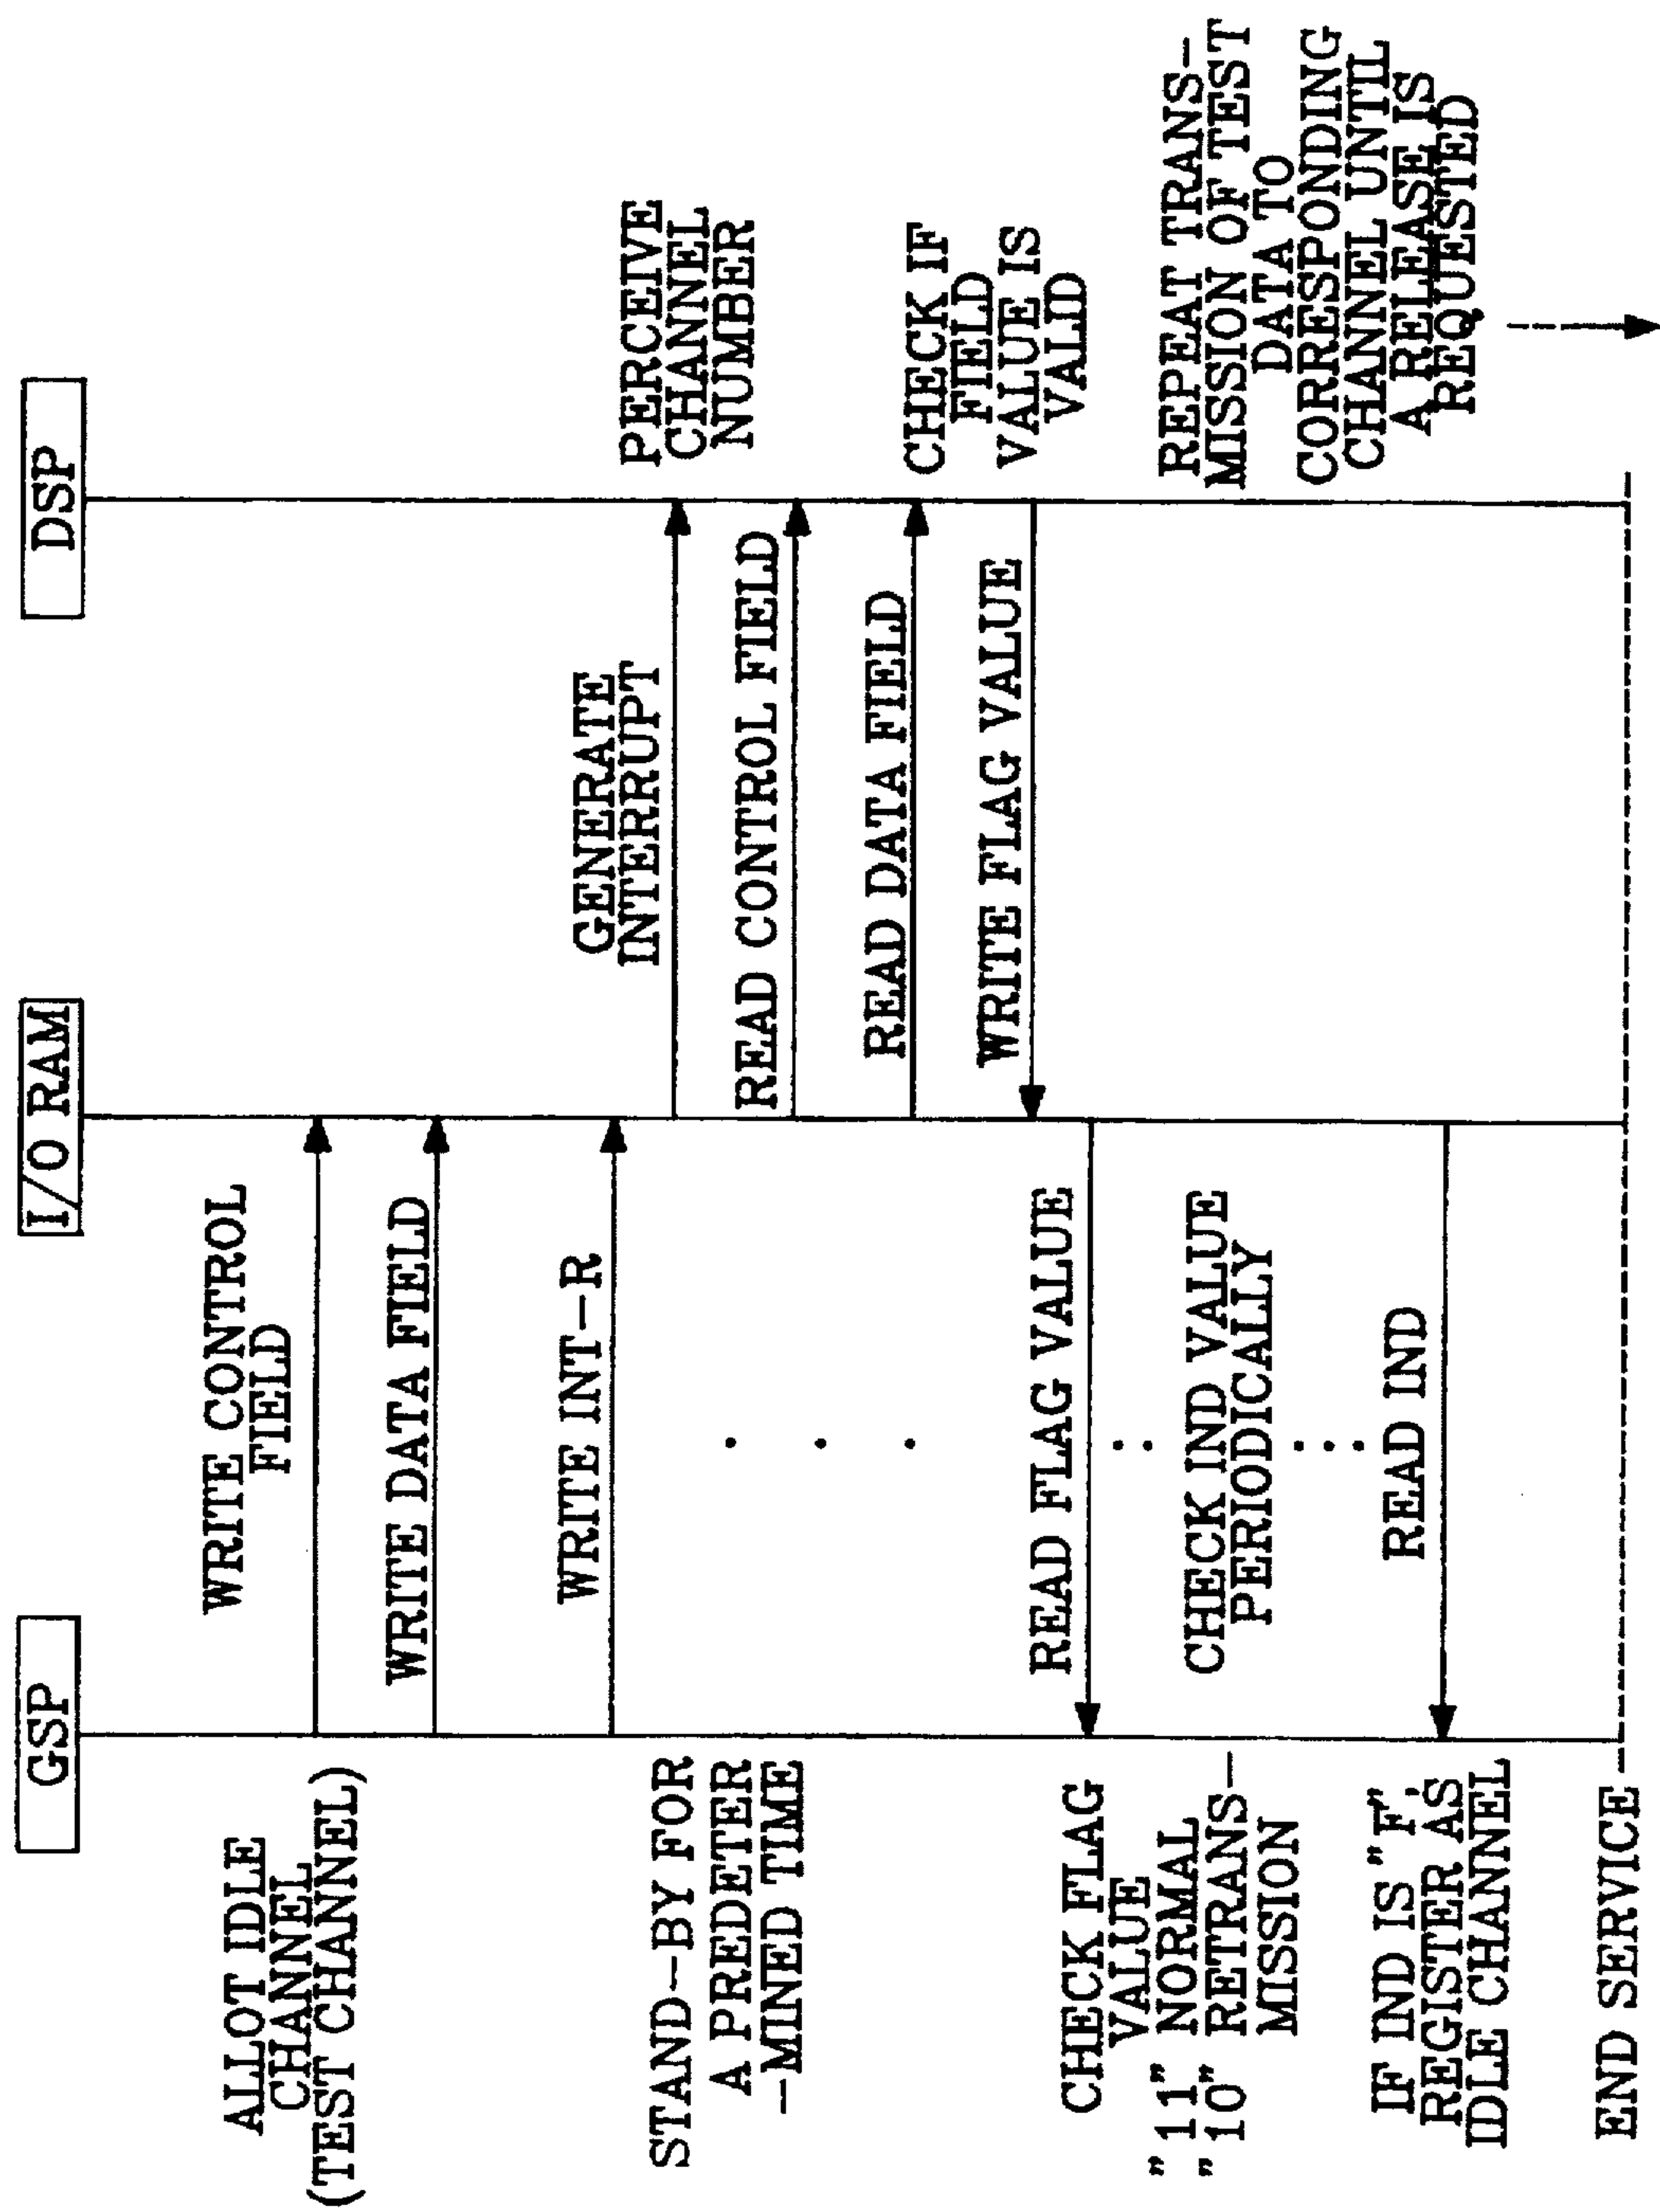 GSP
I/O RAM
DSP
ALLOT IDLE
CHANNEL
(TEST CHANNEL)
WRITE CONTROL
FIELD
WRITE DATA FIELD
WRITE INT-R
STAND-BY FOR
A PREDETER
-MINED TIME
GENERATE
INTERRUPT
PERCEIVE
CHANNEL
NUMBER
READ CONTROL FIELD
READ DATA FIELD
CHECK IF
FIELD
VALUE IS
VALID
WRITE FLAG VALUE
READ FLAG VALUE
CHECK FLAG
VALUE
"11" NORMAL
"10" RETRANS-
MISSION
CHECK IND VALUE
PERIODICALLY
REPEAT TRANS-
MISSION OF TEST
DATA TO
CORRESPONDING
CHANNEL UNTIL
A RELEASE IS
REQUESTED
READ IND
IF IND IS "F",
REGISTER AS
IDLE CHANNEL
END SERVICE